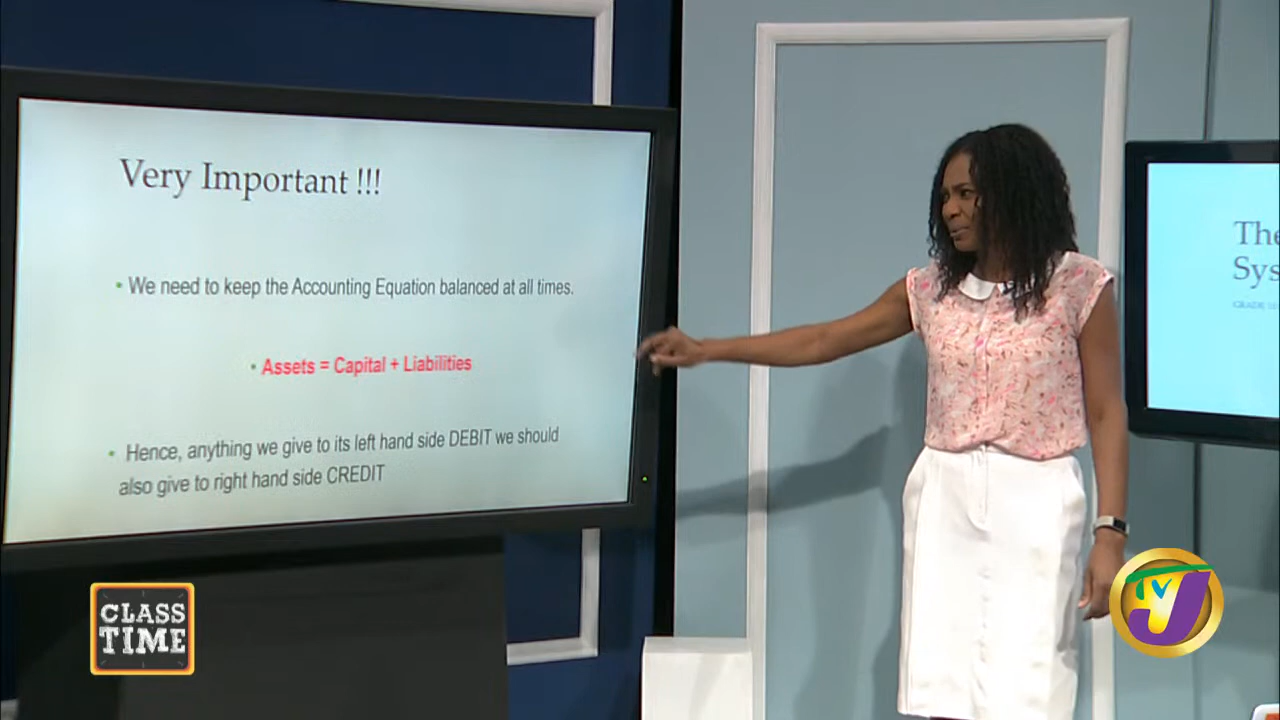 Very Important !!!
• We need to keep the Accounting Equation balanced at all times.
• Assets = Capital + Liabilities
• Hence, anything we give to its left hand side DEBIT we should
also give to right hand side CREDIT
The
Sys
CLASS
TIME
TVJ